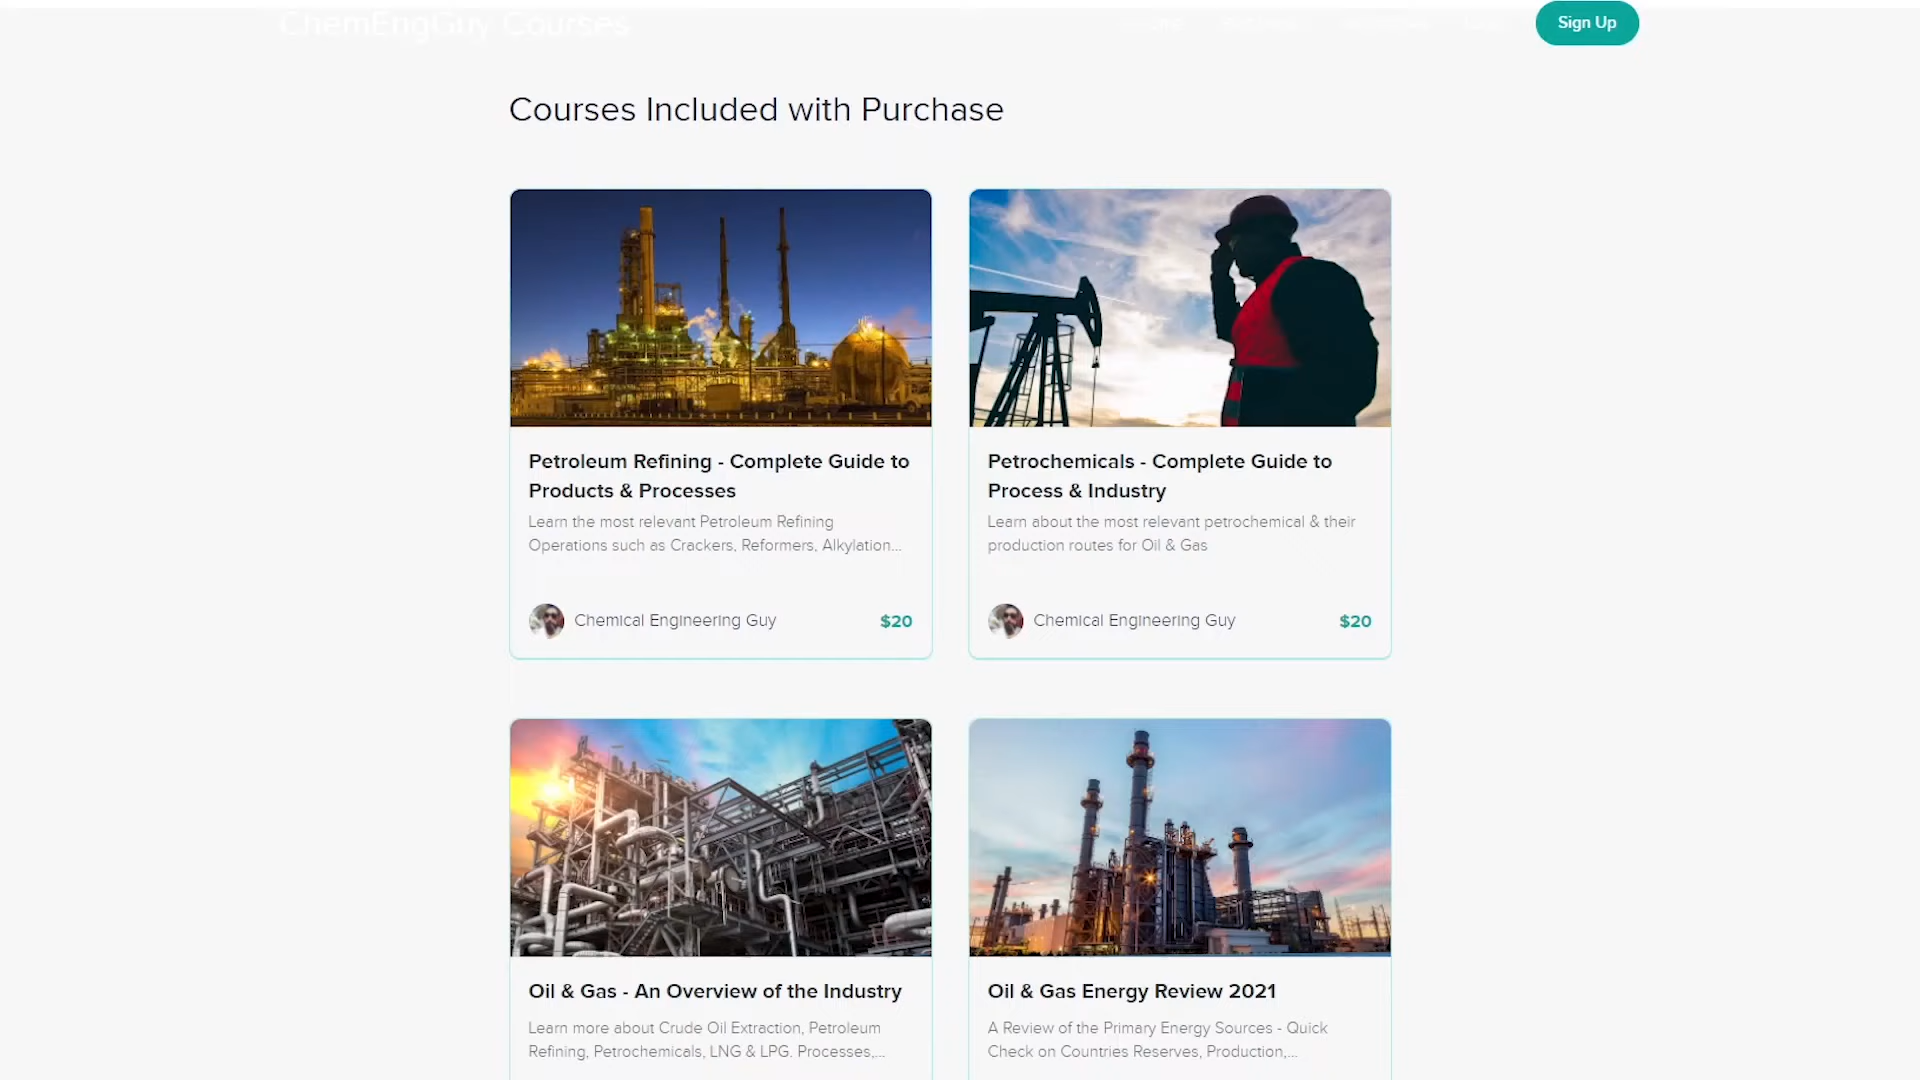 ChemEngGuy Courses
Sign Up
Courses Included with Purchase
Petroleum Refining - Complete Guide to
Products & Processes
Learn the most relevant Petroleum Refining
Operations such as Crackers, Reformers, Alkylation...
Chemical Engineering Guy
$20
Petrochemicals - Complete Guide to
Process & Industry
Learn about the most relevant petrochemical & their
production routes for Oil & Gas
Chemical Engineering Guy
$20
Oil & Gas - An Overview of the Industry
Learn more about Crude Oil Extraction, Petroleum
Refining, Petrochemicals, LNG & LPG. Processes,...
Oil & Gas Energy Review 2021
A Review of the Primary Energy Sources - Quick
Check on Countries Reserves, Production,...